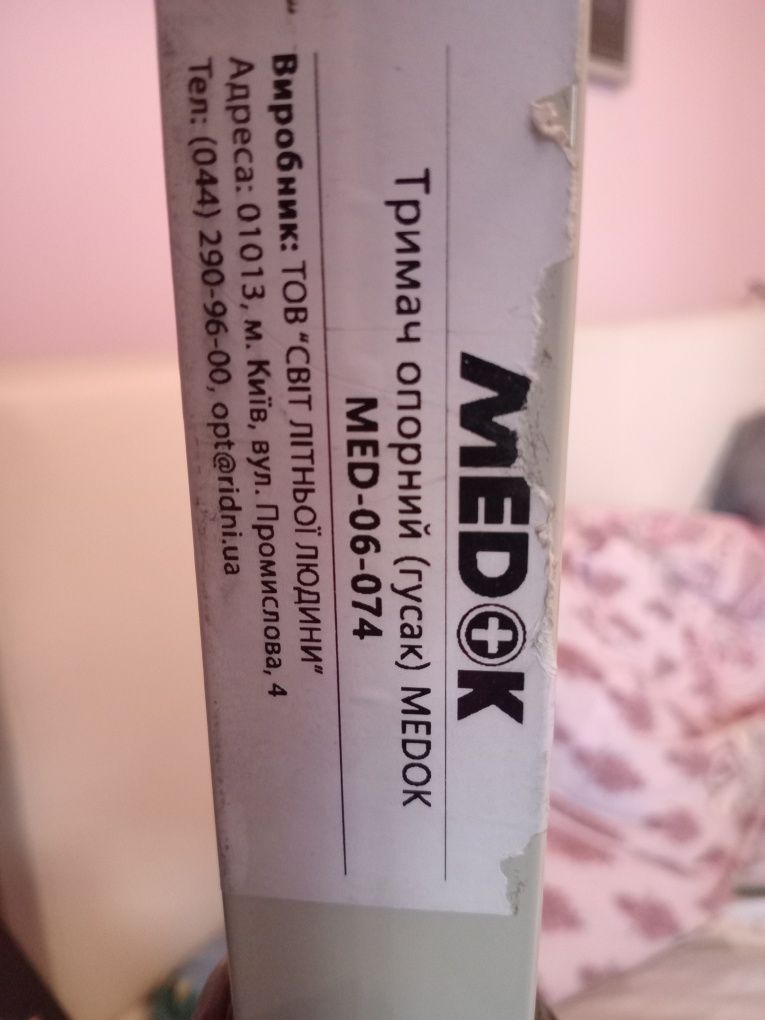 MEDOK
Тримач опорний (гусак) MEDOK
MED-06-074
Виробник: ТОВ "СВІТ ЛІТНЬОЇ ЛЮДИНИ"
Адреса: 01013, м. Київ, вул. Промислова, 4
Тел: (044) 290-96-00, opt@ridni.ua